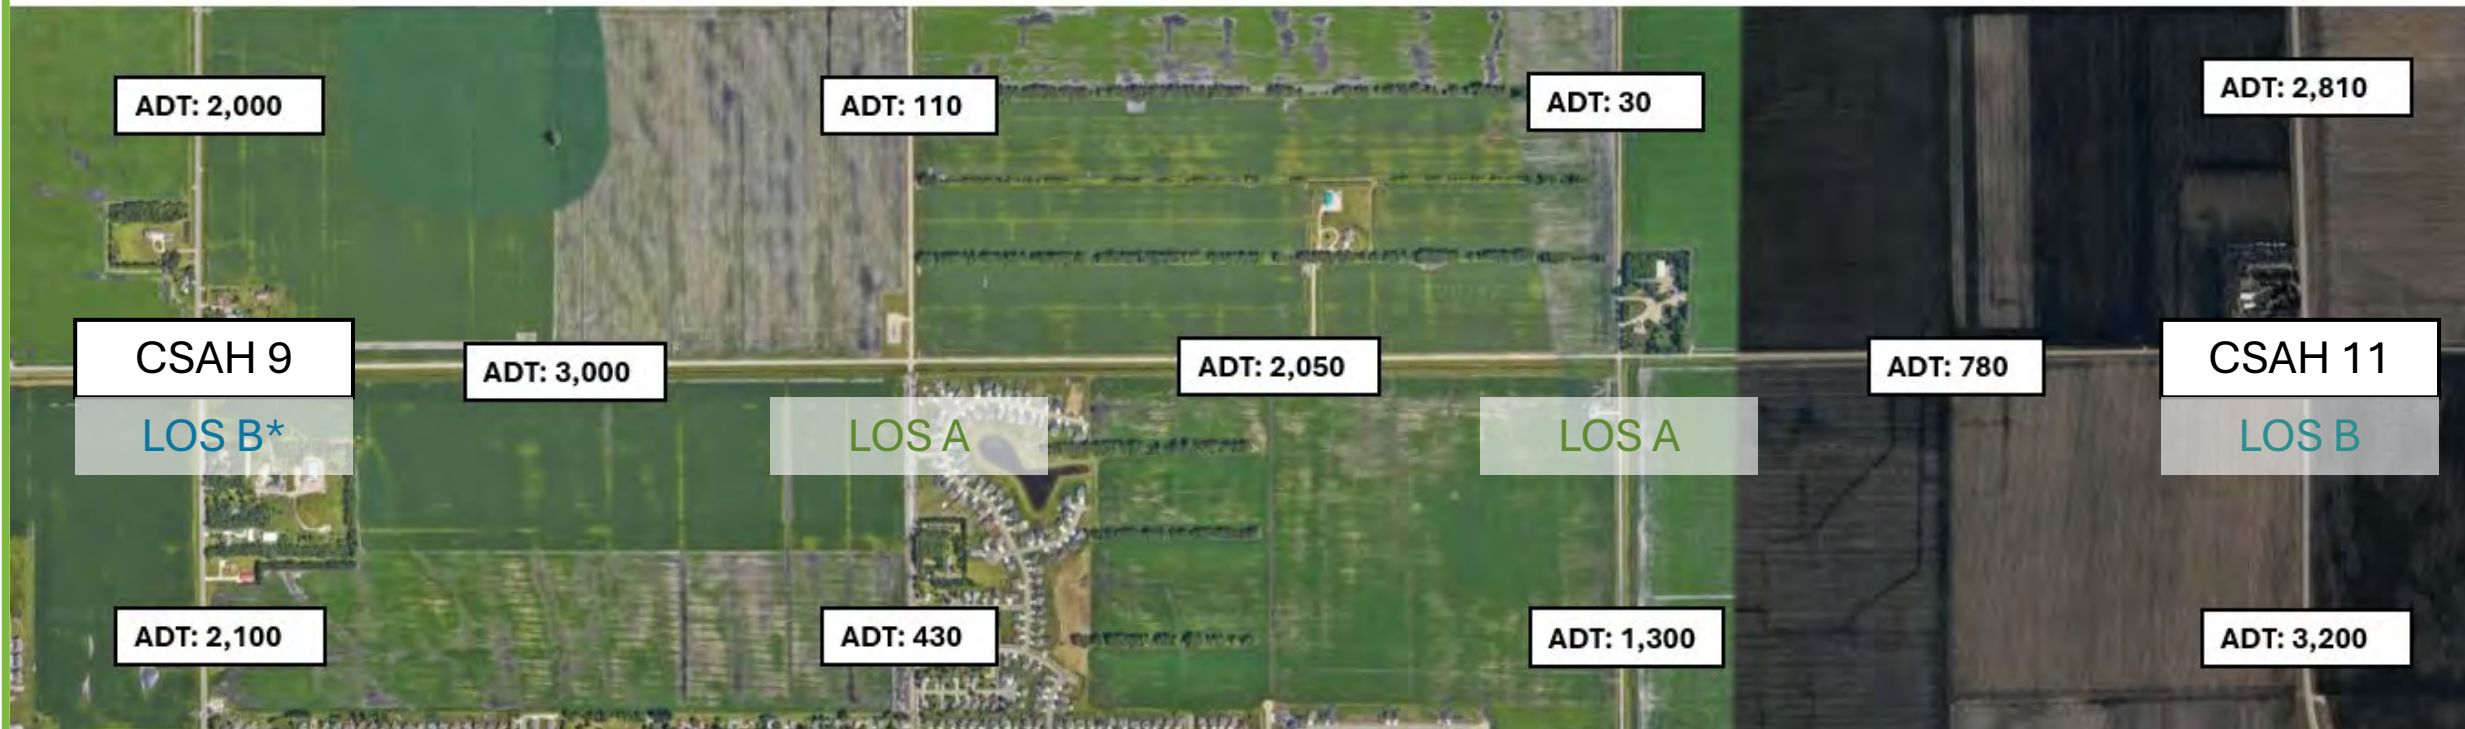 ADT: 2,000
ADT: 110
ADT: 30
ADT: 2,810
CSAH 9
ADT: 3,000
ADT: 2,050
ADT: 780
CSAH 11
LOS B*
LOS A
LOS A
LOS B
ADT: 2,100
ADT: 430
ADT: 1,300
ADT: 3,200